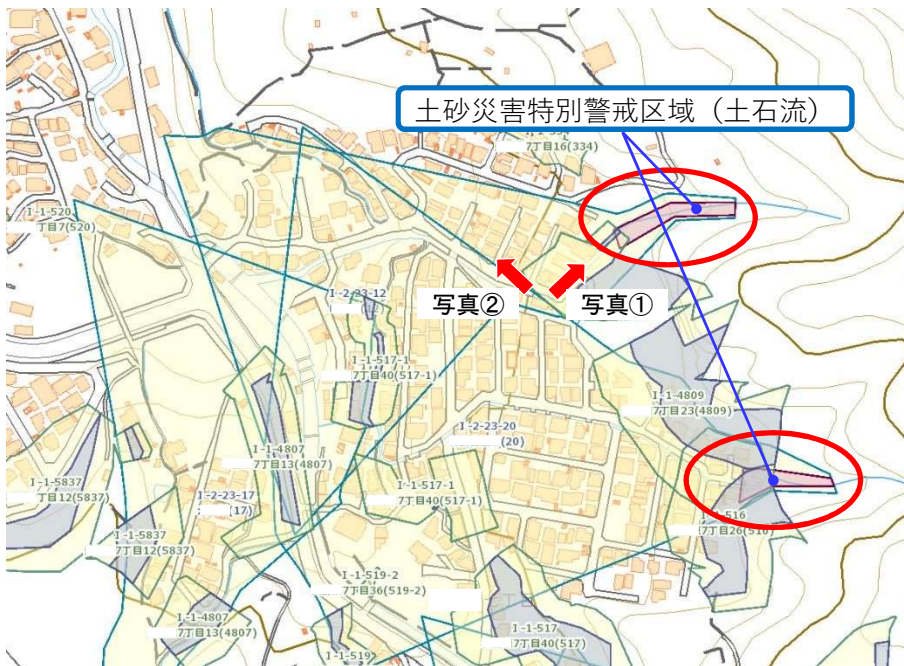 土砂災害特別警戒区域（土石流）
7丁目16(334)
I-1-520
丁目7(520)
写真②
写真①
I-2-23-12
I-1-517-1
7丁目40(517-1)
I-1-4809
7丁目23(4809)
I-2-23-20
(20)
I-1-4807
7丁目13(4807)
I-1-5837
丁目12(5837)
I-2-23-17
(17)
I-1-517-1
7丁目40(517-1)
-516
7丁目26(516)
I-1-5837
7丁目12(5837)
I-1-519-2
7丁目36(519-2)
I-1-4807
7丁目13(4807)
I-1-517
7丁目40(517)
I-1-519